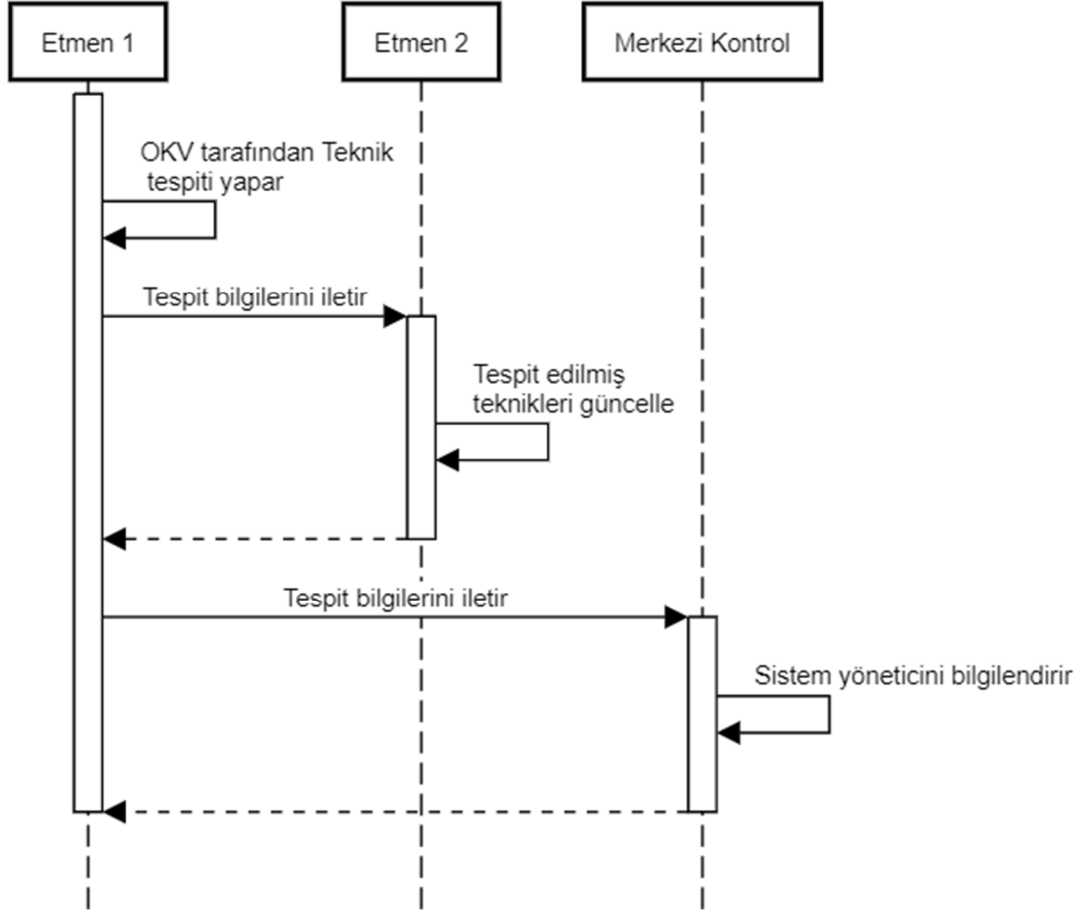 Etmen 1
Etmen 2
Merkezi Kontrol
OKV tarafından Teknik
tespiti yapar
Tespit bilgilerini iletir
Tespit edilmiş
teknikleri güncelle
Tespit bilgilerini iletir
Sistem yöneticini bilgilendirir